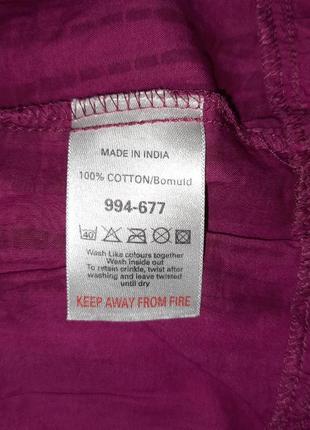 MADE IN INDIA
100% COTTON/Bomuld
994-677
40
Wash Like colours together
Wash inside out
To retain crinkle, twist after
washing and leave twisted
until dry
KEEP AWAY FROM FIRE